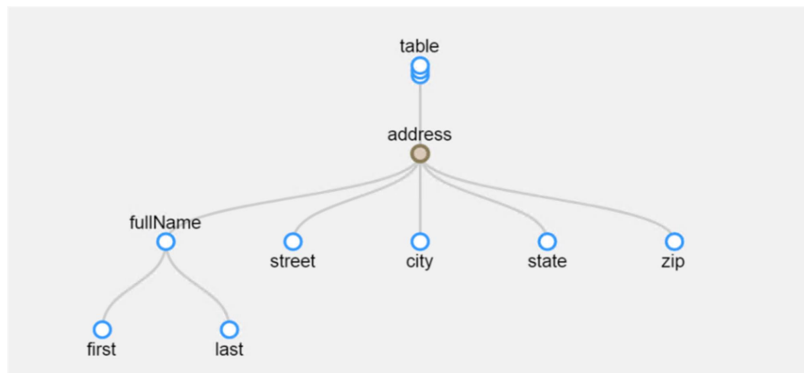 table
address
fullName
street
city
state
zip
first
last